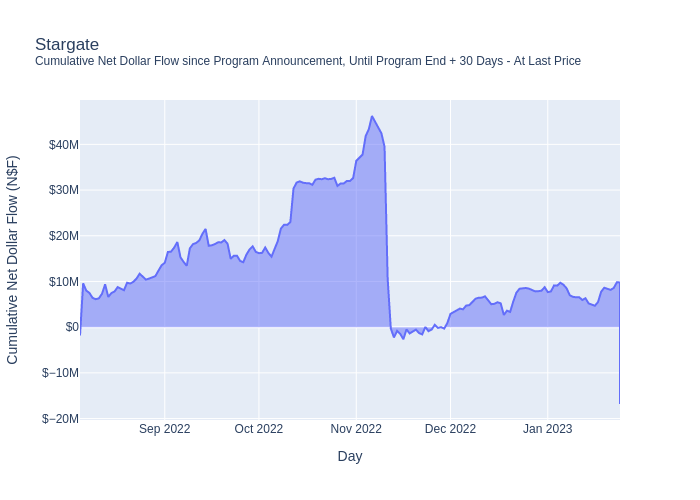 Stargate
Cumulative Net Dollar Flow since Program Announcement, Until Program End + 30 Days - At Last Price
Cumulative Net Dollar Flow (N$F)
$40M
$30M
$20M
$10M
$0
$−10M
$−20M
Sep 2022 Oct 2022 Nov 2022 Dec 2022 Jan 2023
Day